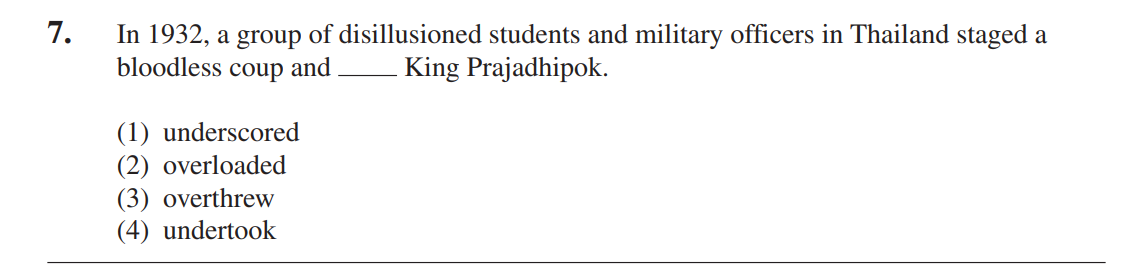 7. In 1932, a group of disillusioned students and military officers in Thailand staged a
bloodless coup and ____ King Prajadhipok.
(1) underscored
(2) overloaded
(3) overthrew
(4) undertook